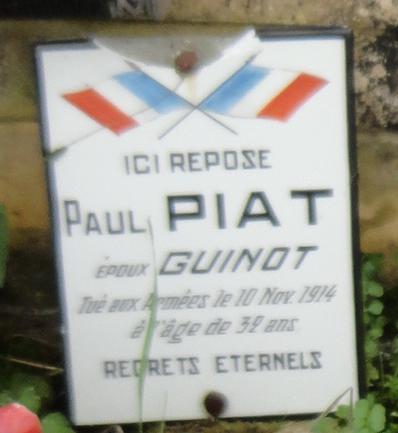 ICI REPOSE
PAUL PIAT
ÉPOUX GUINOT
Tué aux Armées le 10 Nov. 1914
à l'âge de 32 ans
REGRETS ETERNELS